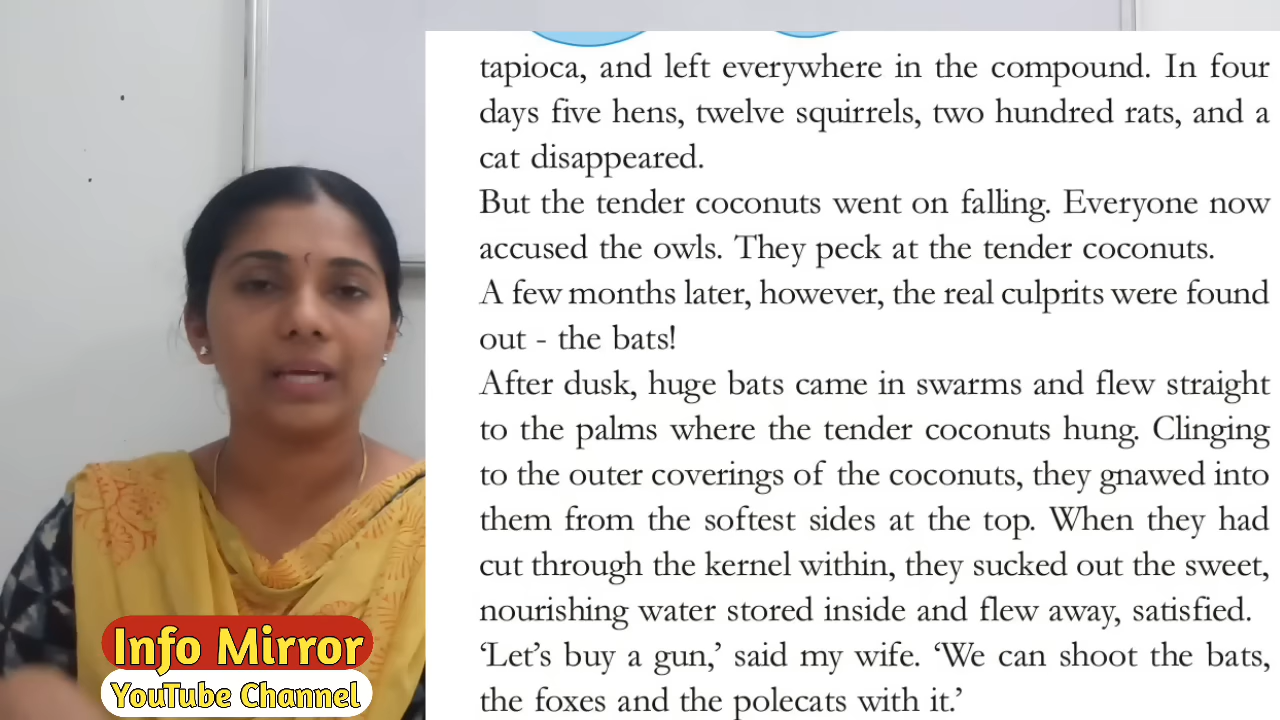 tapioca, and left everywhere in the compound. In four
days five hens, twelve squirrels, two hundred rats, and a
cat disappeared.
But the tender coconuts went on falling. Everyone now
accused the owls. They peck at the tender coconuts.
A few months later, however, the real culprits were found
out - the bats!
After dusk, huge bats came in swarms and flew straight
to the palms where the tender coconuts hung. Clinging
to the outer coverings of the coconuts, they gnawed into
them from the softest sides at the top. When they had
cut through the kernel within, they sucked out the sweet,
nourishing water stored inside and flew away, satisfied.
‘Let’s buy a gun,’ said my wife. ‘We can shoot the bats,
the foxes and the polecats with it.’
Info Mirror
YouTube Channel